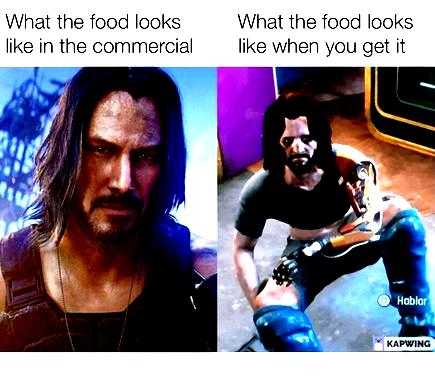 What the food looks
like in the commercial
What the food looks
like when you get it
Hablar
KAPWING